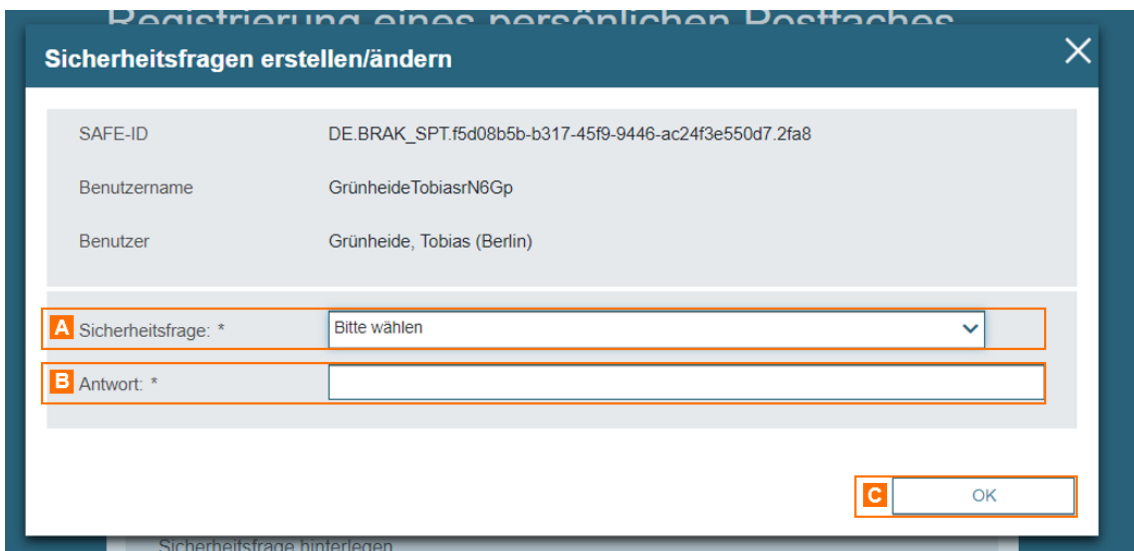 Registrierung eines persönlichen Postfaches
Sicherheitsfragen erstellen/ändern
SAFE-ID DE.BRAK_SPT.f5d08b5b-b317-45f9-9446-ac24f3e550d7.2fa8
Benutzername GrünheideTobiasrN6Gp
Benutzer Grünheide, Tobias (Berlin)
A Sicherheitsfrage: * Bitte wählen
B Antwort: *
C OK
Sicherheitsfrage hinterlegen